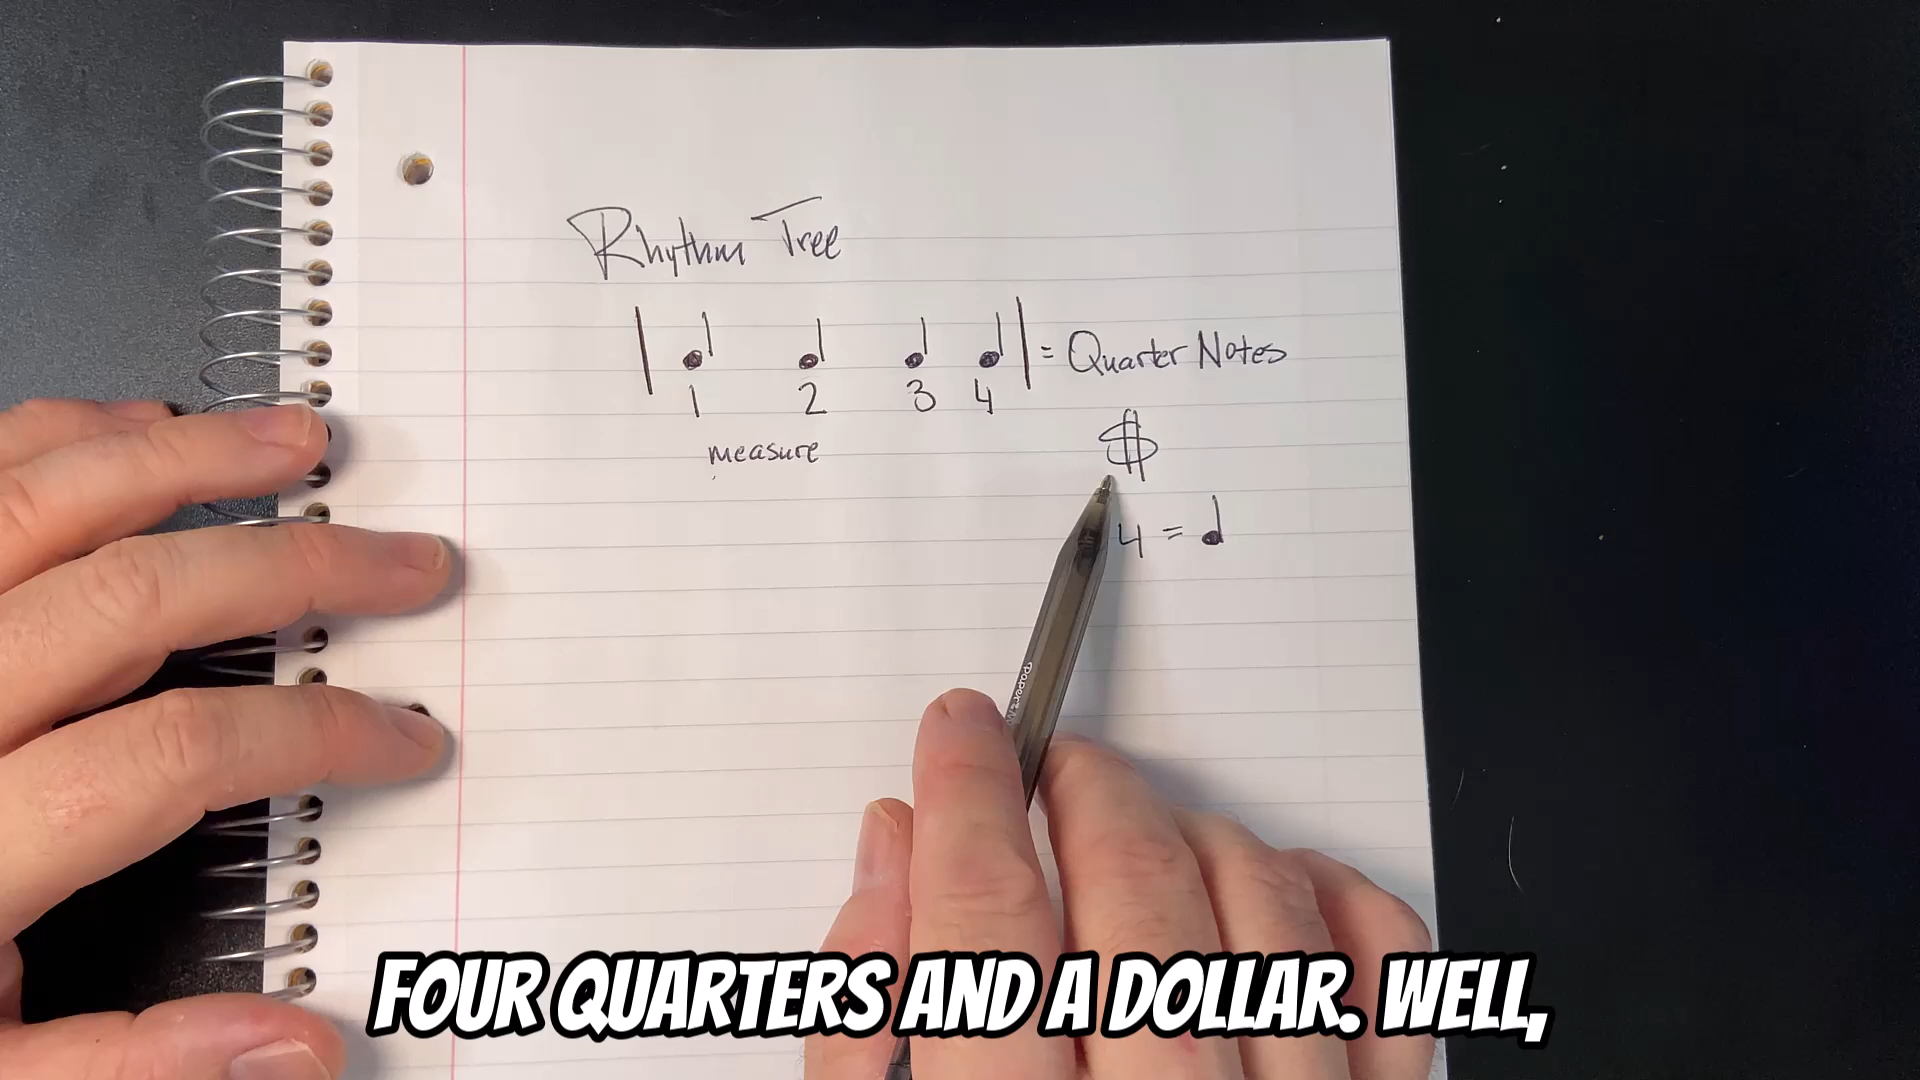 Rhythm Tree
= Quarter Notes
1 2 3 4
$
measure
4 =
FOUR QUARTERS AND A DOLLAR. WELL,